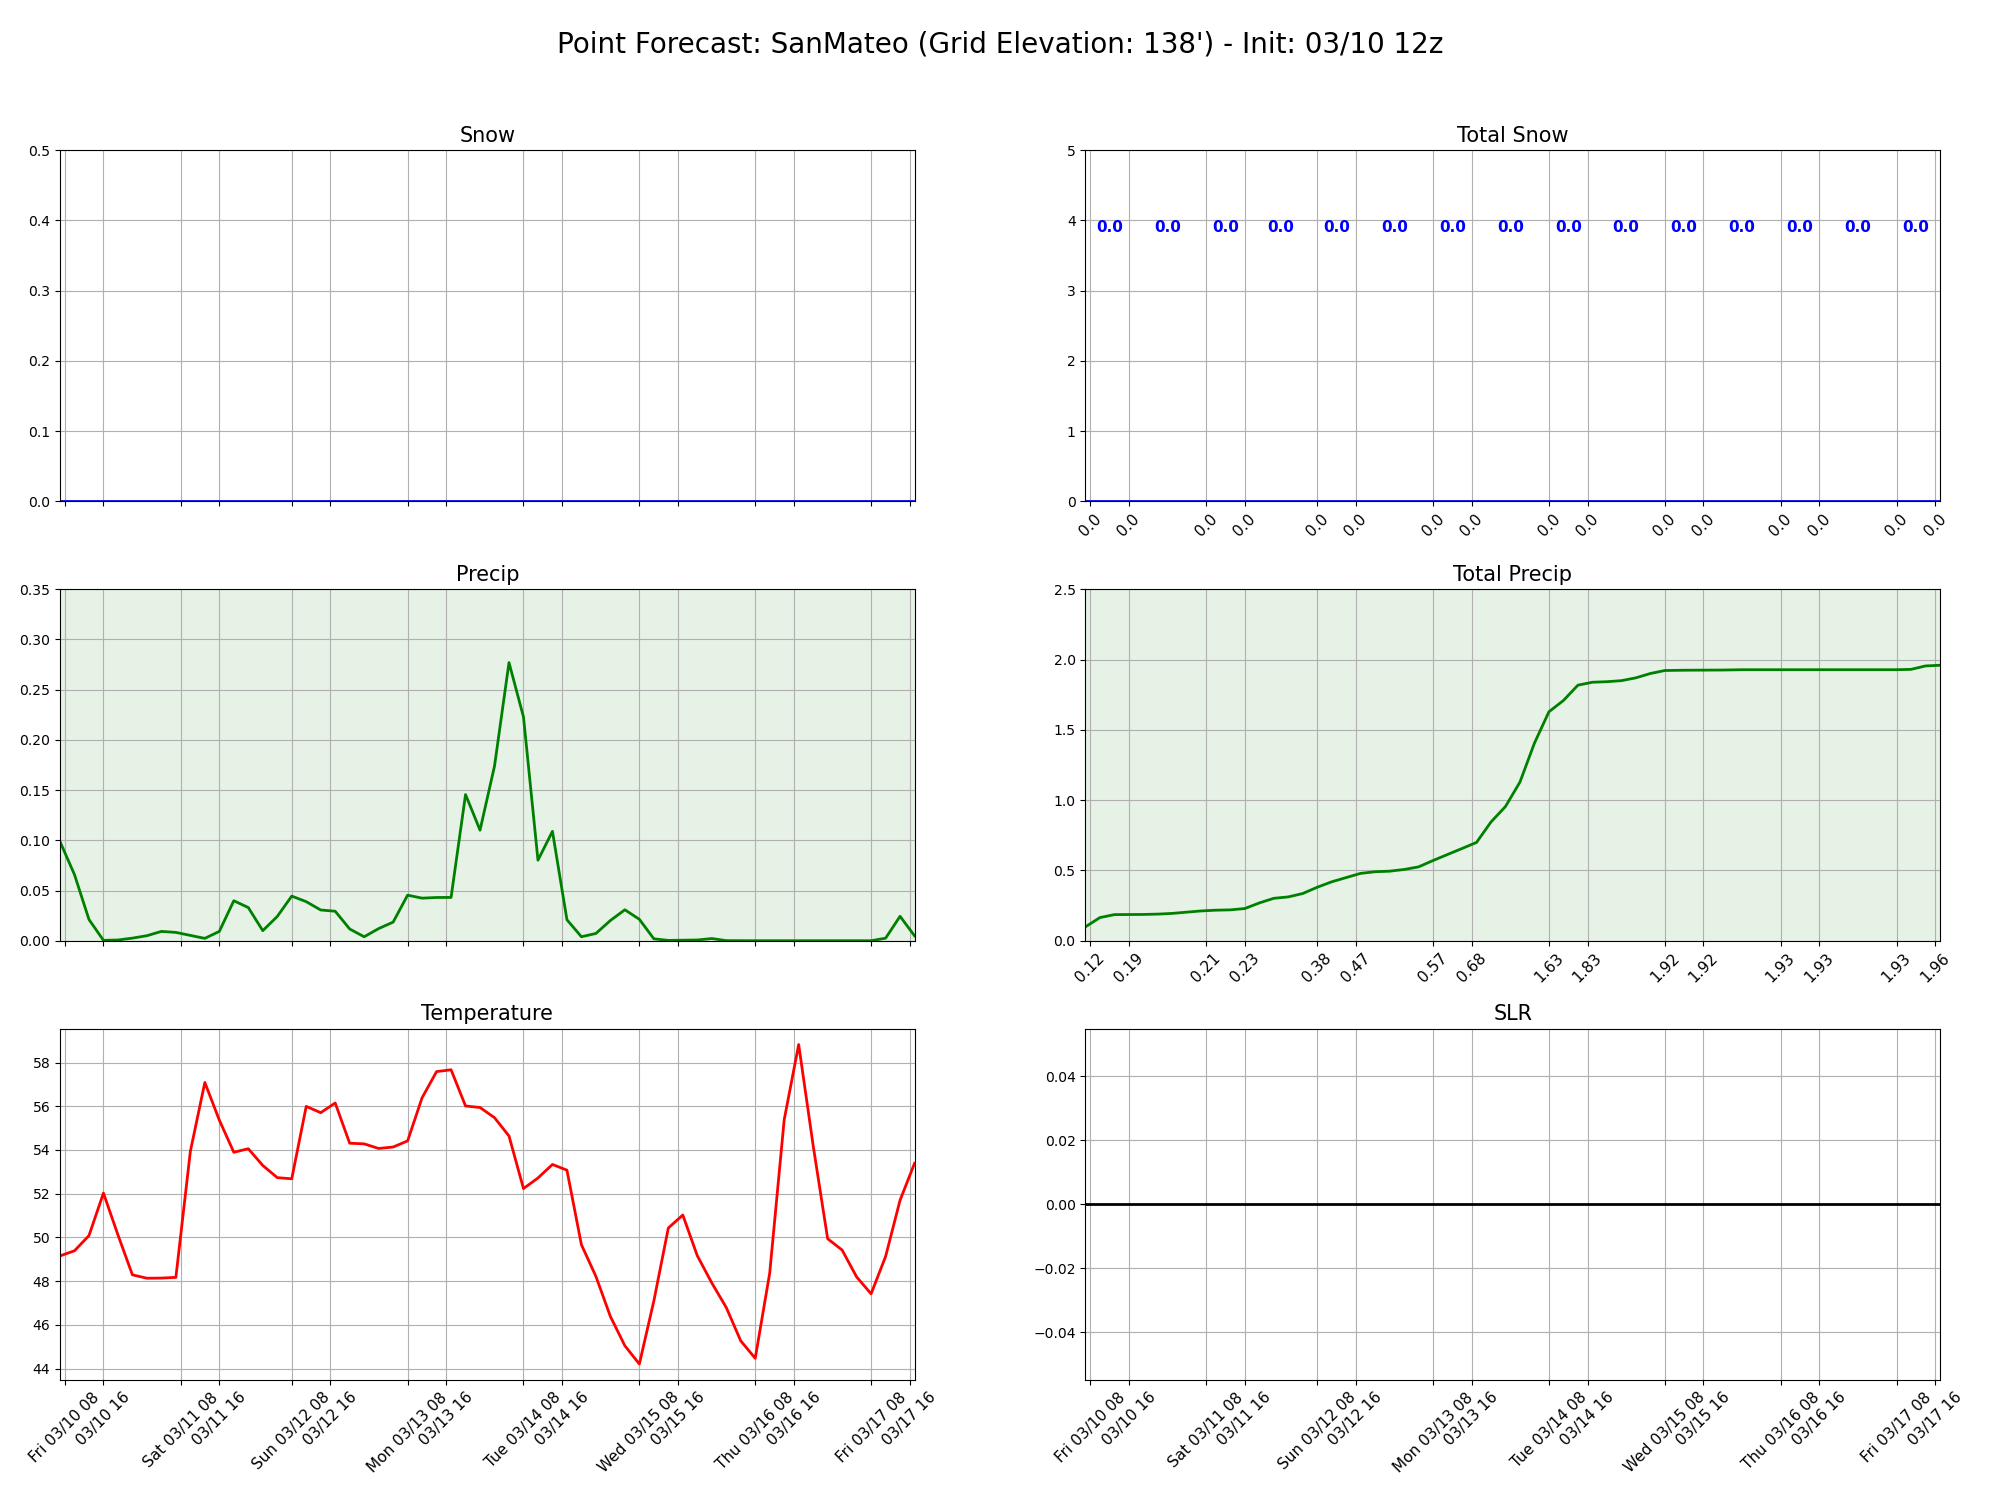 Point Forecast: SanMateo (Grid Elevation: 138') - Init: 03/10 12z
Snow
0.5
0.4
0.3
0.2
0.1
0.0
Total Snow
5
4
3
2
1
0
0.0 0.0 0.0 0.0 0.0 0.0 0.0 0.0 0.0 0.0 0.0 0.0 0.0 0.0 0.0
0.0 0.0 0.0 0.0 0.0 0.0 0.0 0.0 0.0 0.0 0.0 0.0 0.0 0.0 0.0 0.0
Precip
0.35
0.30
0.25
0.20
0.15
0.10
0.05
0.00
Total Precip
2.5
2.0
1.5
1.0
0.5
0.0
0.12 0.19 0.21 0.23 0.38 0.47 0.57 0.68 1.63 1.83 1.92 1.92 1.93 1.93 1.93 1.96
Temperature
58
56
54
52
50
48
46
44
Fri 03/10 08
03/10 16
Sat 03/11 08
03/11 16
Sun 03/12 08
03/12 16
Mon 03/13 08
03/13 16
Tue 03/14 08
03/14 16
Wed 03/15 08
03/15 16
Thu 03/16 08
03/16 16
Fri 03/17 08
03/17 16
SLR
0.04
0.02
0.00
−0.02
−0.04
Fri 03/10 08
03/10 16
Sat 03/11 08
03/11 16
Sun 03/12 08
03/12 16
Mon 03/13 08
03/13 16
Tue 03/14 08
03/14 16
Wed 03/15 08
03/15 16
Thu 03/16 08
03/16 16
Fri 03/17 08
03/17 16